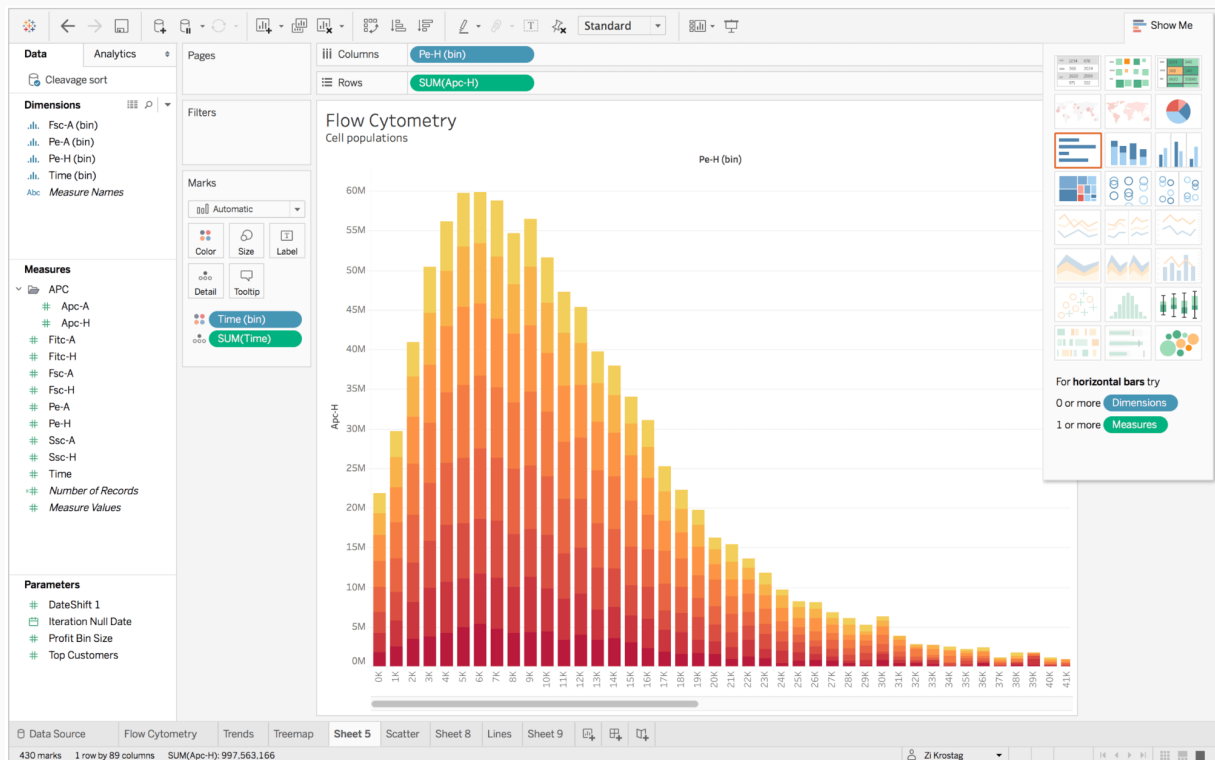 Standard
Show Me
Data
Analytics
Cleavage sort
Dimensions
Fsc-A (bin)
Pe-A (bin)
Pe-H (bin)
Time (bin)
Abc Measure Names
Measures
APC
Apc-A
Apc-H
Fitc-A
Fitc-H
Fsc-A
Fsc-H
Pe-A
Pe-H
Ssc-A
Ssc-H
Time
Number of Records
Measure Values
Parameters
DateShift 1
Iteration Null Date
Profit Bin Size
Top Customers
Pages
Filters
Marks
Automatic
Color Size Label
Detail Tooltip
Time (bin)
SUM(Time)
Columns Pe-H (bin)
Rows SUM(Apc-H)
Flow Cytometry
Cell populations
Pe-H (bin)
Apc-H
60M
55M
50M
45M
40M
35M
30M
25M
20M
15M
10M
5M
0M
0K 1K 2K 3K 4K 5K 6K 7K 8K 9K 10K 11K 12K 13K 14K 15K 16K 17K 18K 19K 20K 21K 22K 23K 24K 25K 26K 27K 28K 29K 30K 31K 32K 33K 34K 35K 36K 37K 38K 39K 40K 41K
For horizontal bars try
0 or more Dimensions
1 or more Measures
Data Source Flow Cytometry Trends Treemap Sheet 5 Scatter Sheet 8 Lines Sheet 9
430 marks 1 row by 89 columns SUM(Apc-H): 997,563,166 Zi Krostag